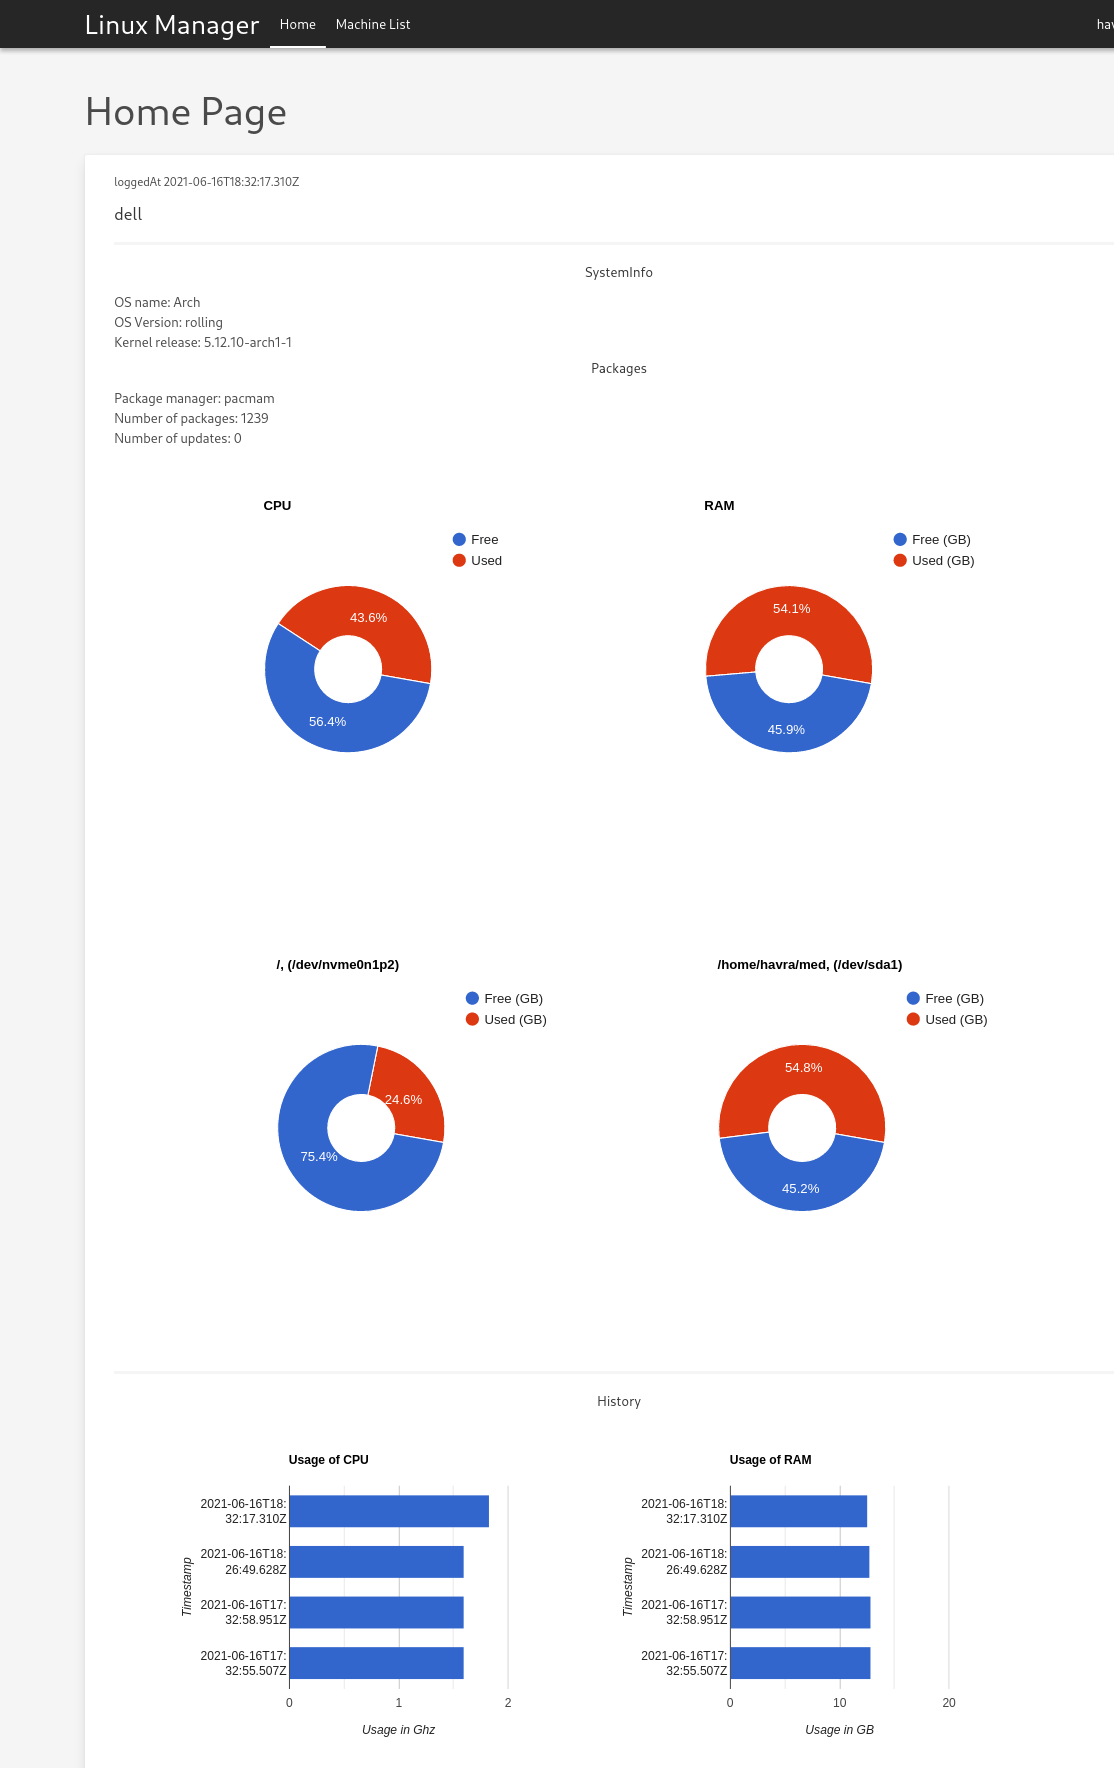 Linux Manager Home Machine List
Home Page
loggedAt 2021-06-16T18:32:17.310Z
dell
SystemInfo
OS name: Arch
OS Version: rolling
Kernel release: 5.12.10-arch1-1
Packages
Package manager: pacmam
Number of packages: 1239
Number of updates: 0
CPU
Free
Used
43.6%
56.4%
RAM
Free (GB)
Used (GB)
54.1%
45.9%
/, (/dev/nvme0n1p2)
Free (GB)
Used (GB)
24.6%
75.4%
/home/havra/med, (/dev/sda1)
Free (GB)
Used (GB)
54.8%
45.2%
History
Usage of CPU
Timestamp
2021-06-16T18:
32:17.310Z
2021-06-16T18:
26:49.628Z
2021-06-16T17:
32:58.951Z
2021-06-16T17:
32:55.507Z
0 1 2
Usage in Ghz
Usage of RAM
Timestamp
2021-06-16T18:
32:17.310Z
2021-06-16T18:
26:49.628Z
2021-06-16T17:
32:58.951Z
2021-06-16T17:
32:55.507Z
0 10 20
Usage in GB